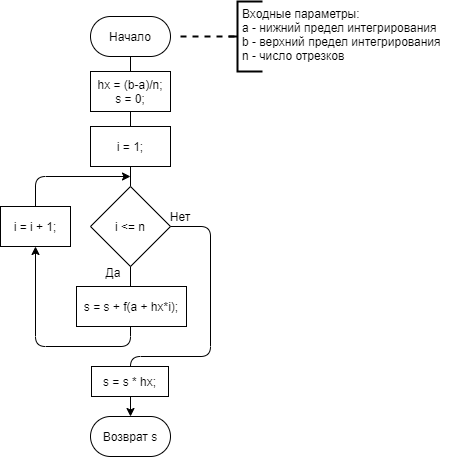 Входные параметры:
a - нижний предел интегрирования
b - верхний предел интегрирования
n - число отрезков
Начало
hx = (b-a)/n;
s = 0;
i = 1;
i = i + 1;
i <= n
Нет
Да
s = s + f(a + hx*i);
s = s * hx;
Возврат s